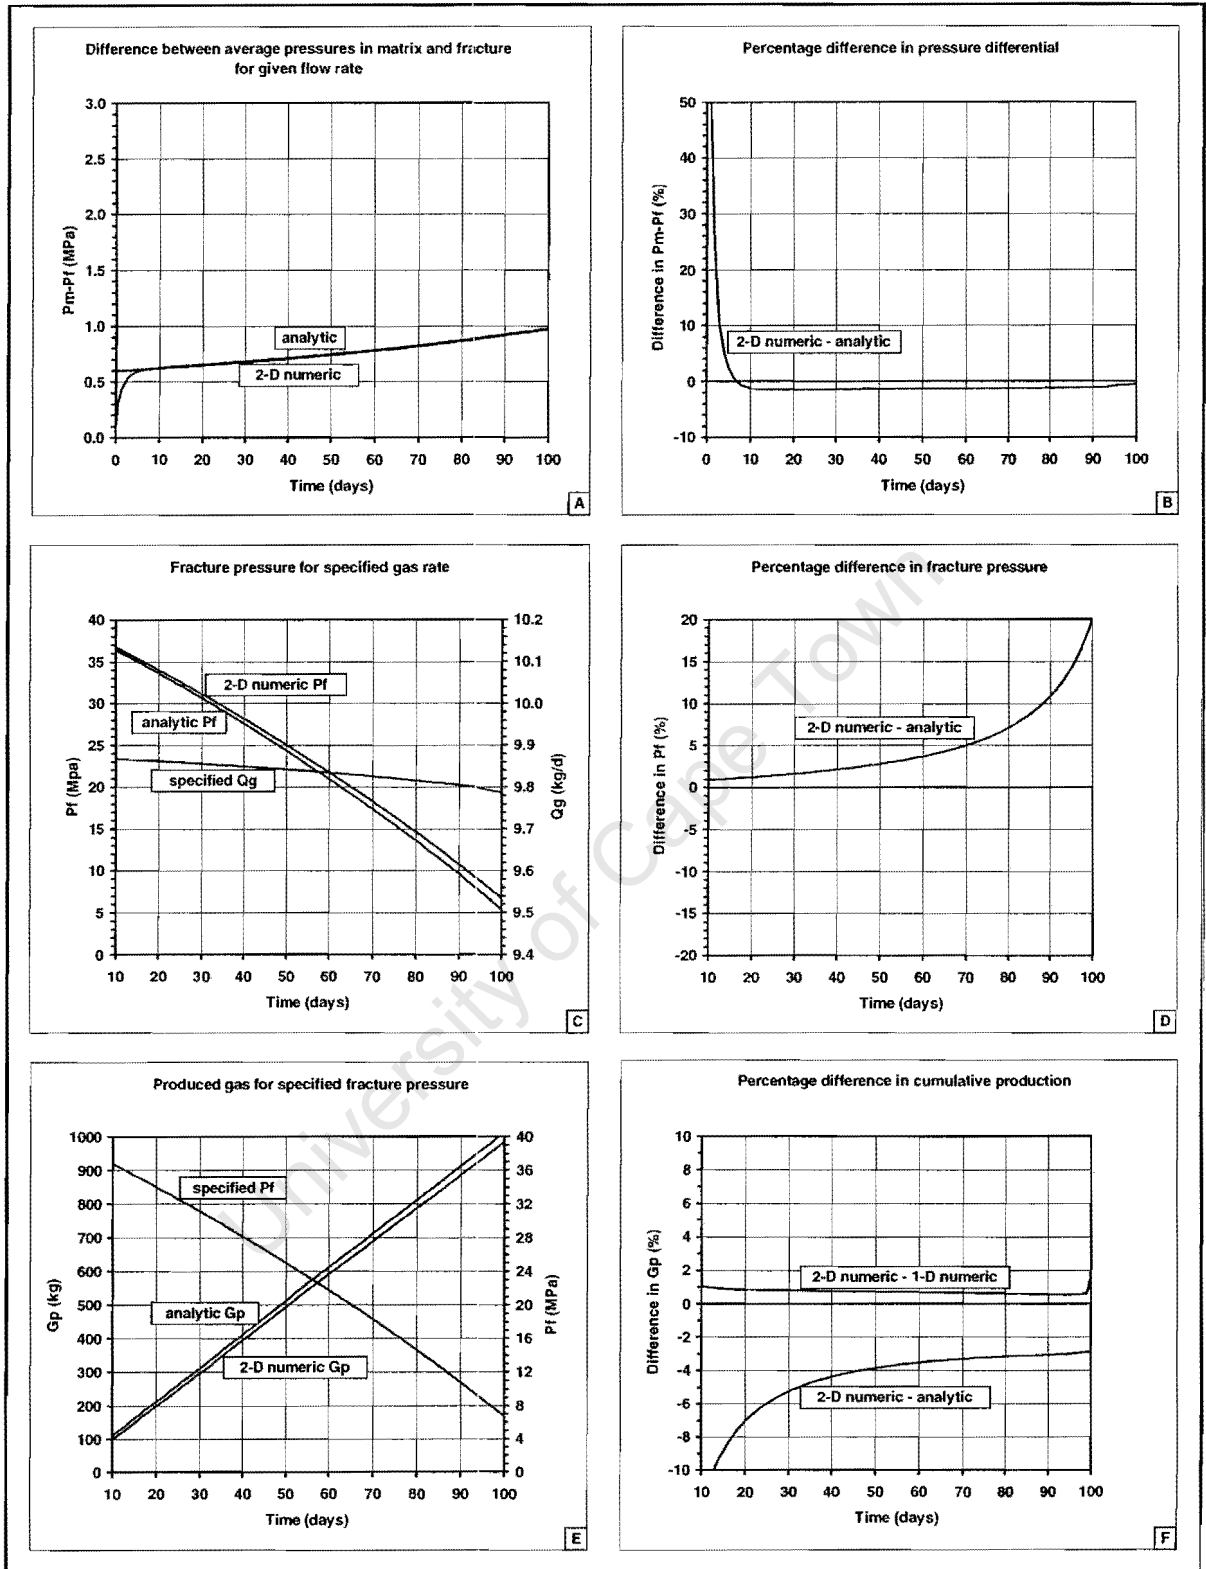 Difference between average pressures in matrix and fracture
for given flow rate
3.0
2.5
2.0
1.5
1.0
0.5
0.0
Pm-Pf (MPa)
analytic
2-D numeric
0 10 20 30 40 50 60 70 80 90 100
Time (days)
A
Percentage difference in pressure differential
50
40
30
20
10
0
-10
Difference in Pm-Pf (%)
2-D numeric - analytic
0 10 20 30 40 50 60 70 80 90 100
Time (days)
B
Fracture pressure for specified gas rate
40
35
30
25
20
15
10
5
0
Pf (Mpa)
2-D numeric Pf
analytic Pf
specified Qg
10.2
10.1
10.0
9.9
9.8
9.7
9.6
9.5
9.4
Qg (kg/d)
10 20 30 40 50 60 70 80 90 100
Time (days)
C
Percentage difference in fracture pressure
20
15
10
5
0
-5
-10
-15
-20
Difference in Pf (%)
2-D numeric - analytic
10 20 30 40 50 60 70 80 90 100
Time (days)
D
Produced gas for specified fracture pressure
1000
900
800
700
600
500
400
300
200
100
0
Gp (kg)
specified Pf
analytic Gp
2-D numeric Gp
40
36
32
28
24
20
16
12
8
4
0
Pf (MPa)
10 20 30 40 50 60 70 80 90 100
Time (days)
E
Percentage difference in cumulative production
10
8
6
4
2
0
-2
-4
-6
-8
-10
Difference in Gp (%)
2-D numeric - 1-D numeric
2-D numeric - analytic
10 20 30 40 50 60 70 80 90 100
Time (days)
F
University of Cape Town